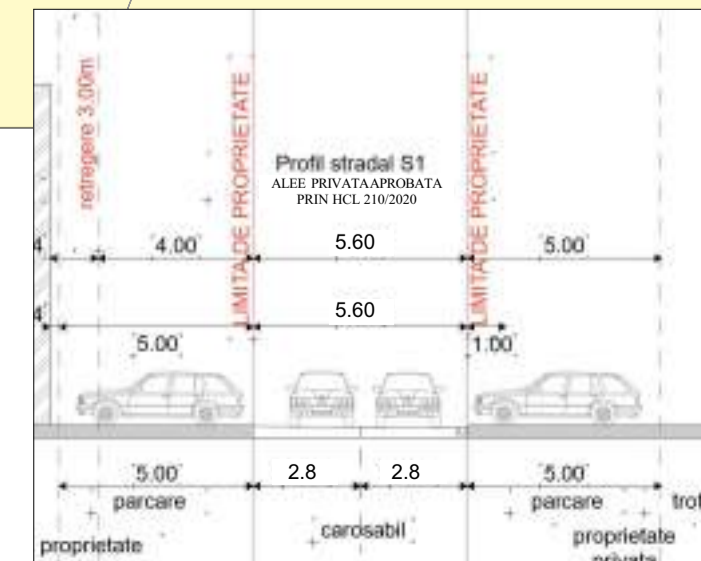 retregere 3.00m
LIMITA DE PROPRIETATE
LIMITA DE PROPRIETATE
Profil stradal S1
ALEE PRIVATAAPROBATA
PRIN HCL 210/2020
4.00
5.60
5.00
5.60
5.00
1.00
5.00
2.8
2.8
5.00
parcare
parcare
carosabil
proprietate
proprietate
privata